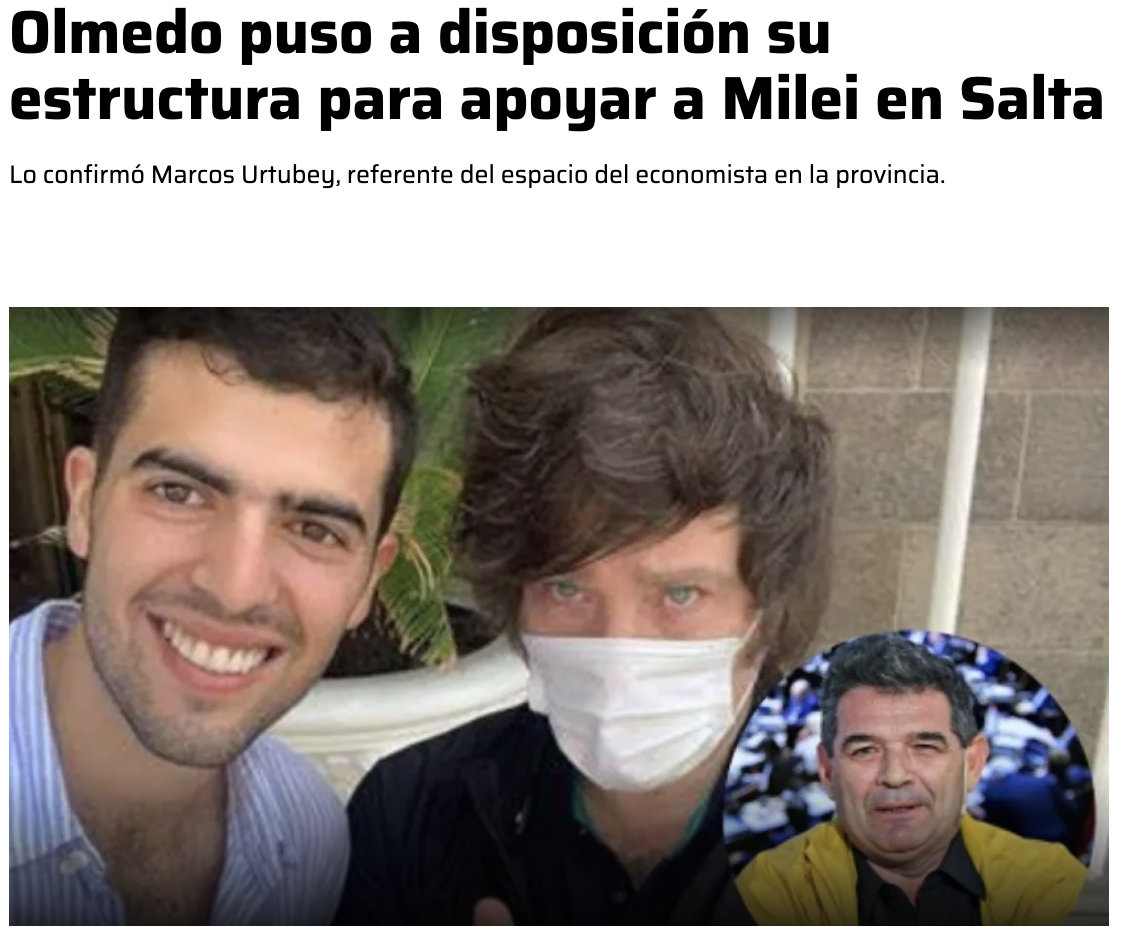 Olmedo puso a disposición su
estructura para apoyar a Milei en Salta
Lo confirmó Marcos Urtubey, referente del espacio del economista en la provincia.